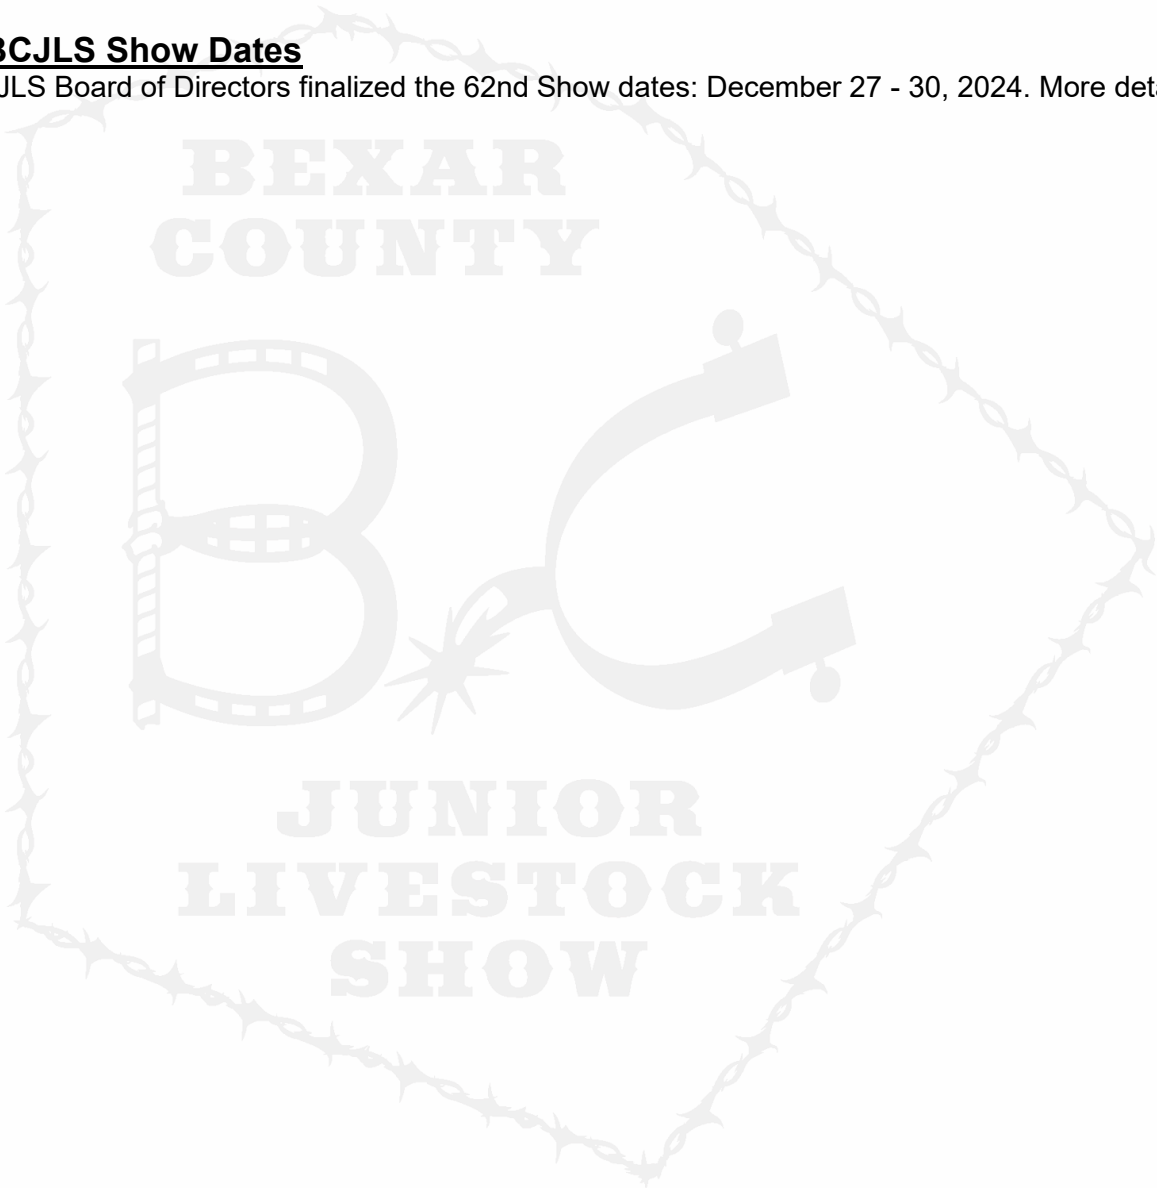 BCJLS Show Dates
JLS Board of Directors finalized the 62nd Show dates: December 27 - 30, 2024. More
BEXAR
COUNTY
BC
JUNIOR
LIVESTOCK
SHOW